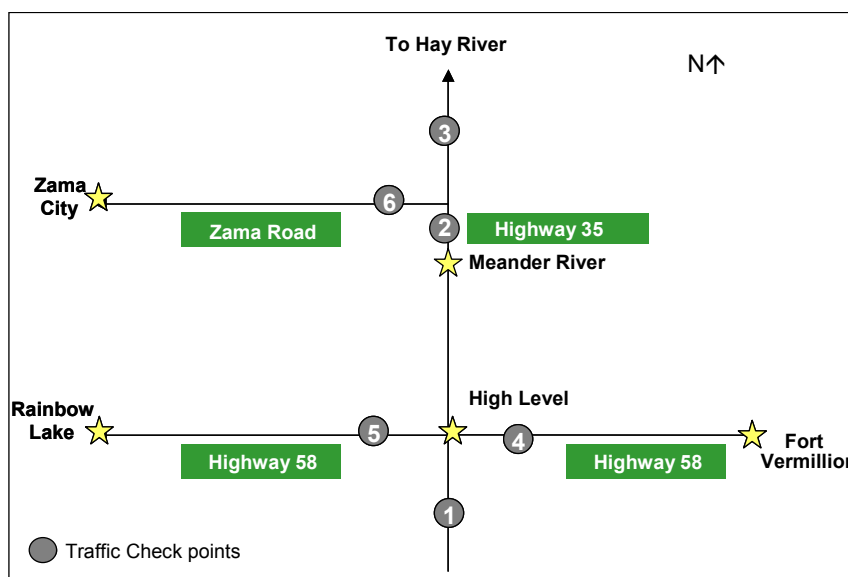 To Hay River
N↑
3
Zama
City
6
Zama Road
2
Highway 35
Meander River
Rainbow
Lake
High Level
5
4
Highway 58
Highway 58
Fort
Vermillion
1
Traffic Check points